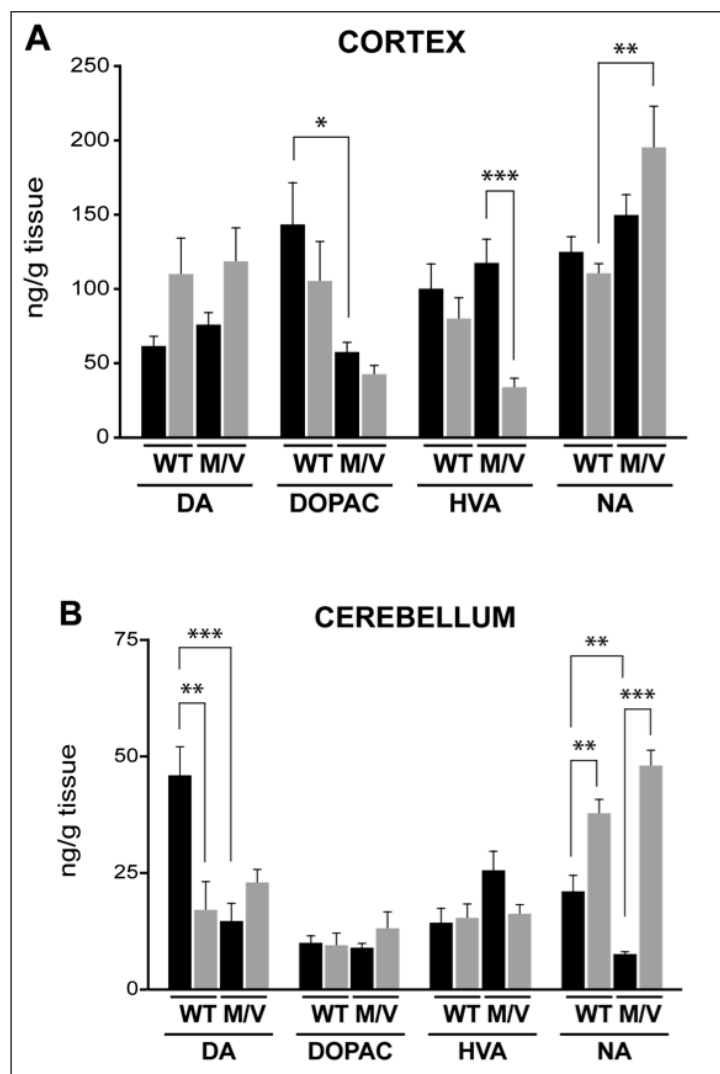 A
CORTEX
250
200
150
100
50
0
ng/g tissue
*
***
**
WT M/V WT M/V WT M/V WT M/V
DA DOPAC HVA NA
B
CEREBELLUM
75
50
25
0
ng/g tissue
***
**
**
***
**
WT M/V WT M/V WT M/V WT M/V
DA DOPAC HVA NA